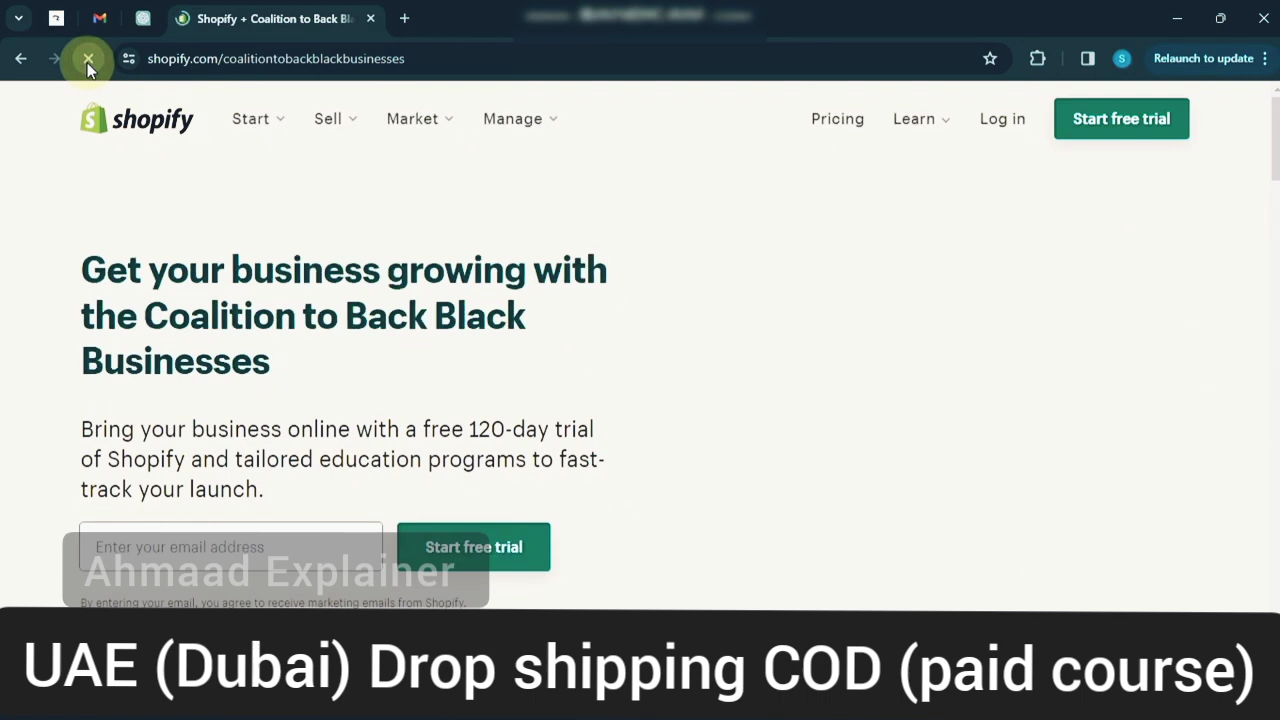 Shopify + Coalition to Back Bl
shopify.com/coalitiontobackblackbusinesses
S
Relaunch to update
shopify
Start
Sell
Market
Manage
Pricing
Learn
Log in
Start free trial
Get your business growing with
the Coalition to Back Black
Businesses
Bring your business online with a free 120-day trial
of Shopify and tailored education programs to fast-
track your launch.
Enter your email address
Start free trial
Ahmaad Explainer
By entering your email, you agree to receive marketing emails from Shopify.
UAE (Dubai) Drop shipping COD (paid course)